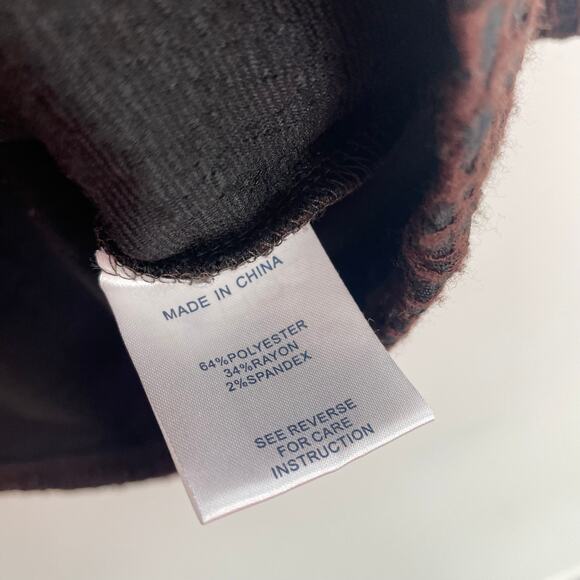 MADE IN CHINA
64%POLYESTER
34%RAYON
2%SPANDEX
SEE REVERSE
FOR CARE
INSTRUCTION